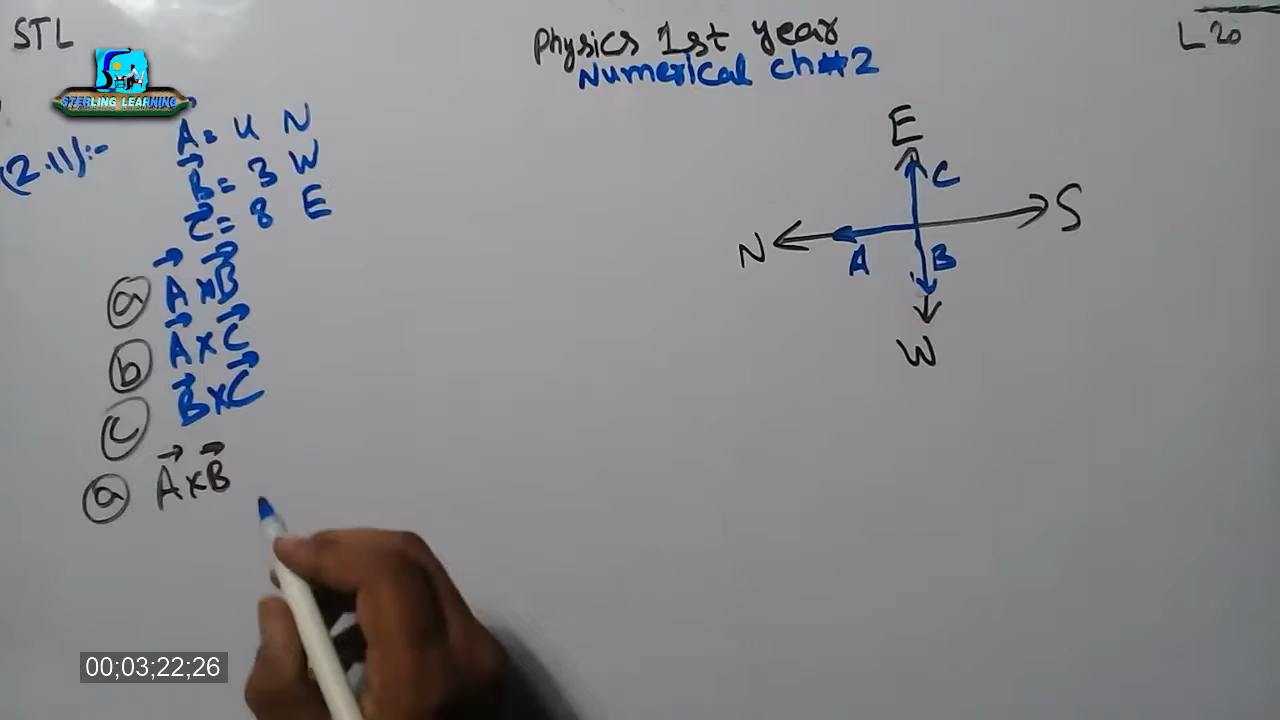 STL
Physics 1st year
L 20
Numerical ch#2
STERLING LEARNING
(2.11):-
A = 4 N
B = 3 W
C = 8 E
a A×B
b A×C
c B×C
a A×B
E
C
S
N
A
B
W
00;03;22;26